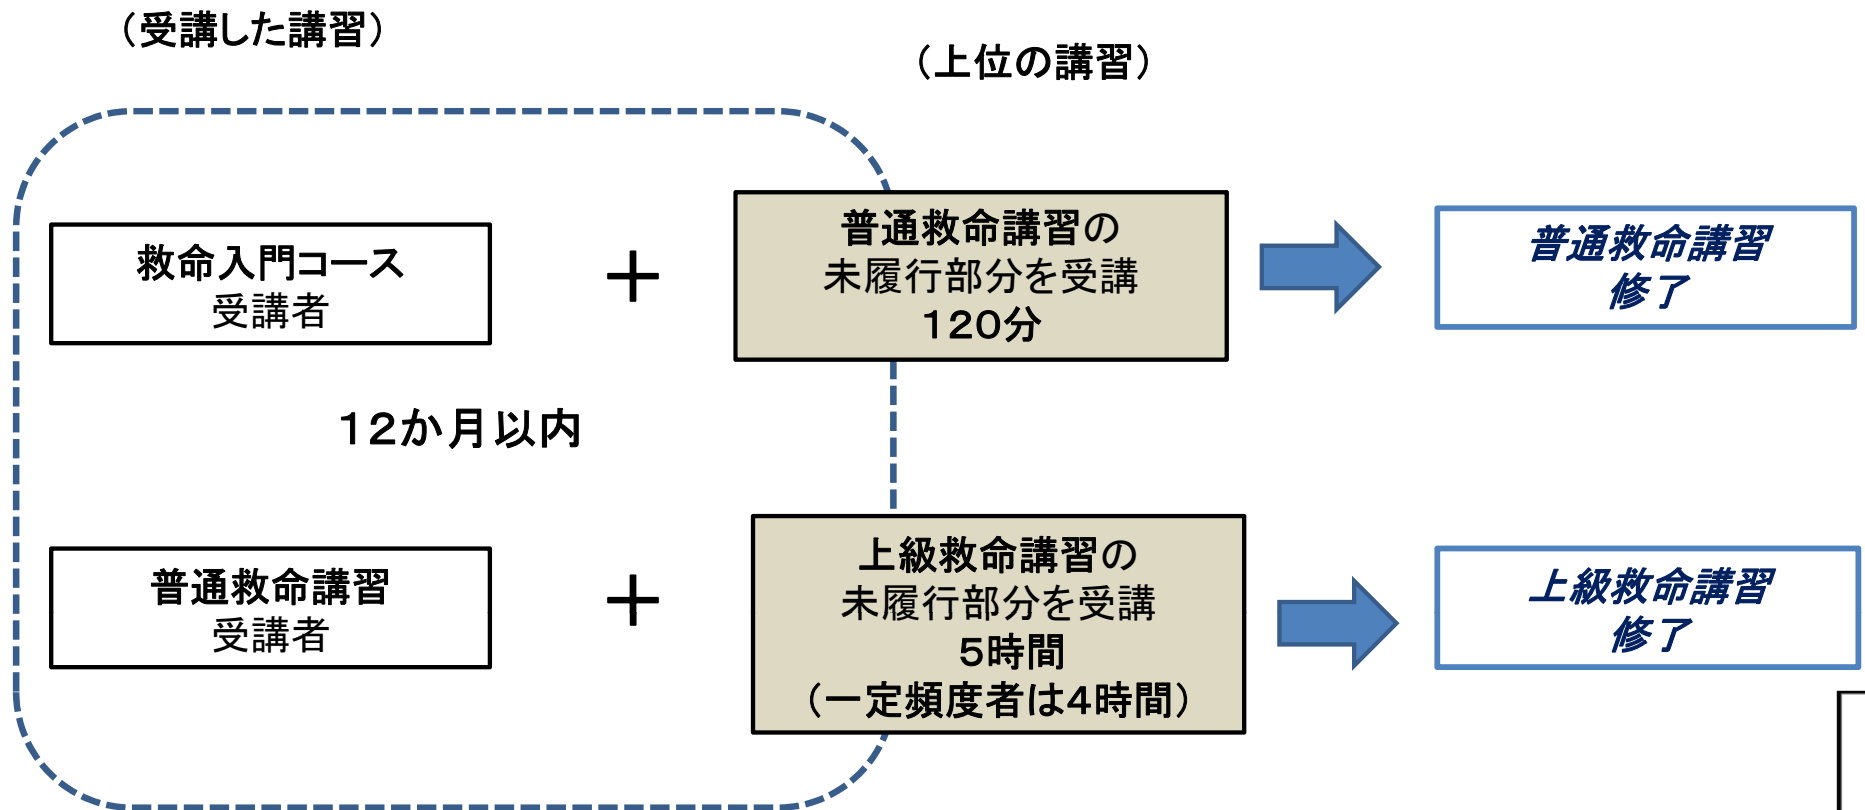 （受講した講習）
（上位の講習）
救命入門コース
受講者
＋
普通救命講習の
未履行部分を受講
１２０分
普通救命講習
修了
１２か月以内
普通救命講習
受講者
＋
上級救命講習の
未履行部分を受講
５時間
（一定頻度者は４時間）
上級救命講習
修了